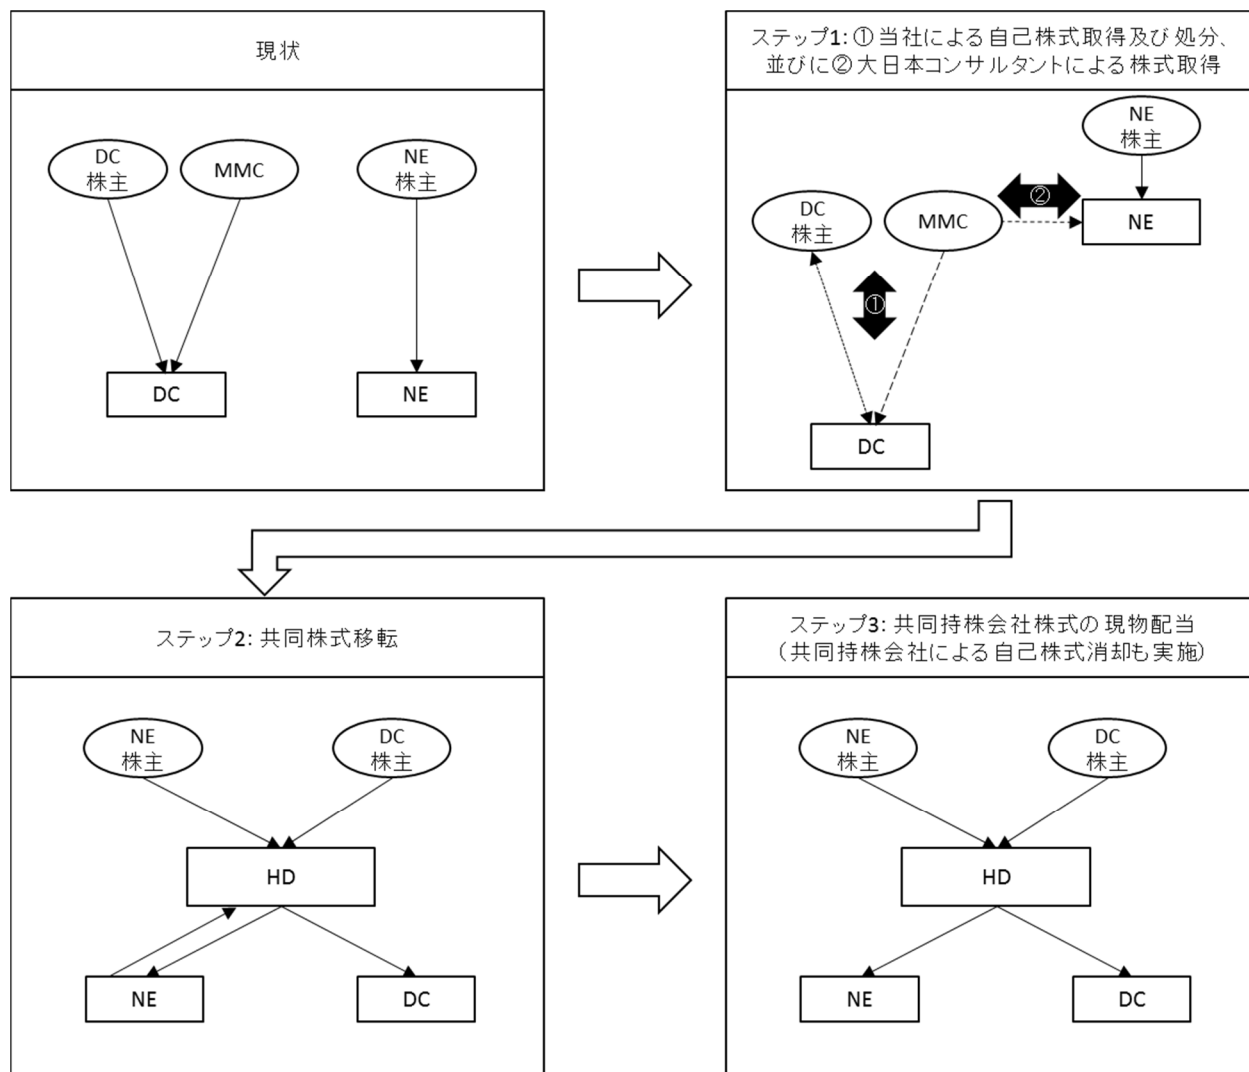 現状
DC
株主
MMC
NE
株主
DC
NE
ステップ1: ①当社による自己株式取得及び処分、
並びに②大日本コンサルタントによる株式取得
NE
株主
②
DC
株主
MMC
NE
①
DC
ステップ2: 共同株式移転
NE
株主
DC
株主
HD
NE
DC
ステップ3: 共同持株会社株式の現物配当
（共同持株会社による自己株式消却も実施）
NE
株主
DC
株主
HD
NE
DC